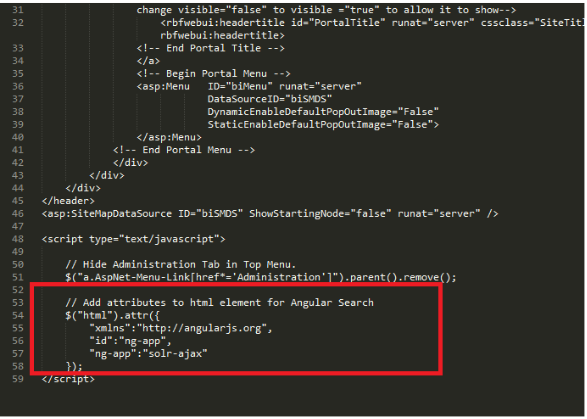 31 change visible="false" to visible ="true" to allow it to show-->
32 <rbfwebui:headertitle id="PortalTitle" runat="server" cssclass="SiteTitl
rbfwebui:headertitle>
33 <!-- End Portal Title -->
34 </a>
35 <!-- Begin Portal Menu -->
36 <asp:Menu ID="biMenu" runat="server"
37 DataSourceID="biSMDS"
38 DynamicEnableDefaultPopOutImage="False"
39 StaticEnableDefaultPopOutImage="False">
40 </asp:Menu>
41 <!-- End Portal Menu -->
42 </div>
43 </div>
44 </div>
45 </header>
46 <asp:SiteMapDataSource ID="biSMDS" ShowStartingNode="false" runat="server" />
47
48 <script type="text/javascript">
49
50 // Hide Administration Tab in Top Menu.
51 $("a.AspNet-Menu-Link[href*='Administration']").parent().remove();
52
53 // Add attributes to html element for Angular Search
54 $("html").attr({
55 "xmlns":"http://angularjs.org",
56 "id":"ng-app",
57 "ng-app":"solr-ajax"
58 });
59 </script>